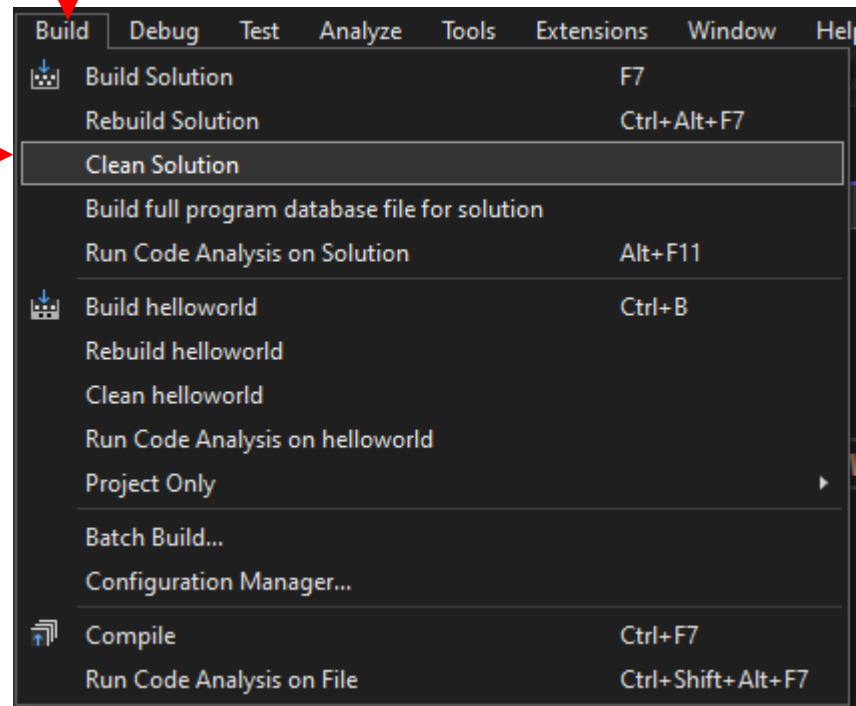 Build Debug Test Analyze Tools Extensions Window Hel
Build Solution F7
Rebuild Solution Ctrl+Alt+F7
Clean Solution
Build full program database file for solution
Run Code Analysis on Solution Alt+F11
Build helloworld Ctrl+B
Rebuild helloworld
Clean helloworld
Run Code Analysis on helloworld
Project Only
Batch Build...
Configuration Manager...
Compile Ctrl+F7
Run Code Analysis on File Ctrl+Shift+Alt+F7